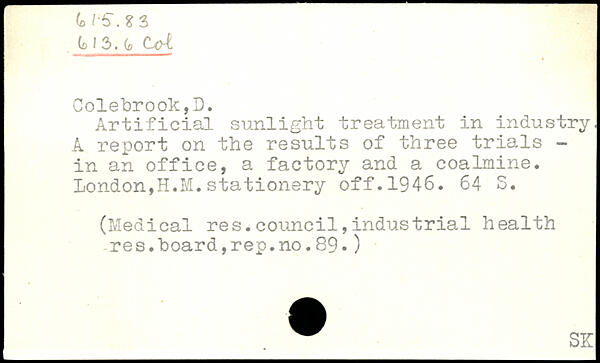 615.83
613.6 Col
Colebrook,D.
Artificial sunlight treatment in industry.
A report on the results of three trials -
in an office, a factory and a coalmine.
London,H.M.stationery off.1946. 64 S.
(Medical res.council,industrial health
res.board,rep.no.89.)
SK